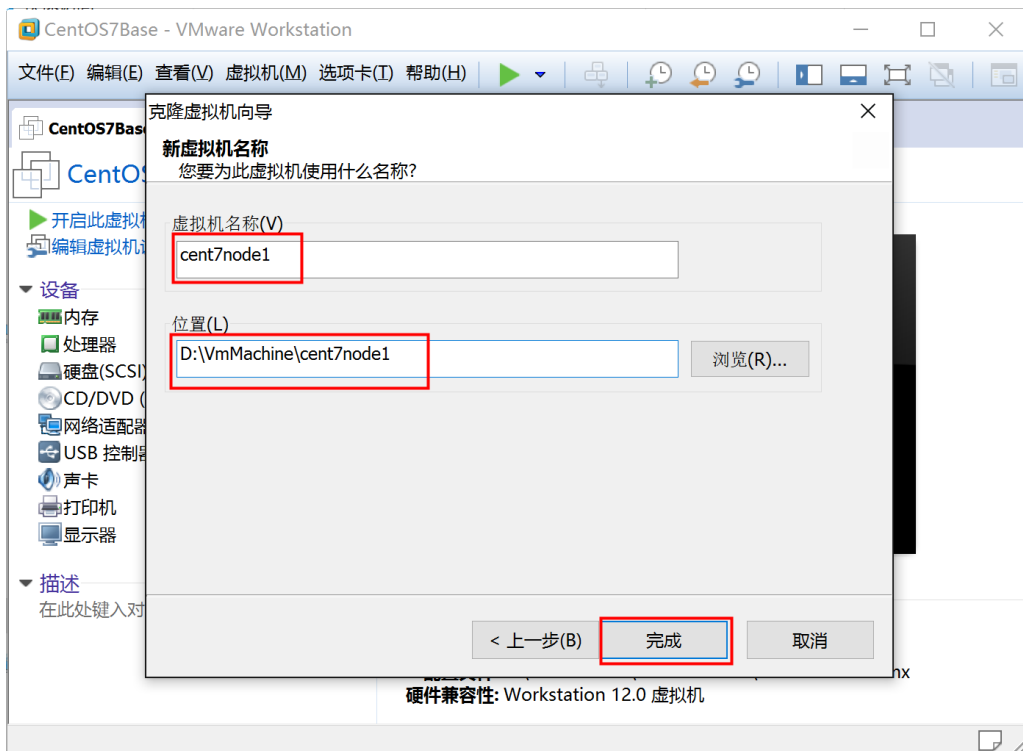 CentOS7Base - VMware Workstation
文件(F) 编辑(E) 查看(V) 虚拟机(M) 选项卡(T) 帮助(H)
CentOS7Base
克隆虚拟机向导
新虚拟机名称
您要为此虚拟机使用什么名称?
CentOS
开启此虚拟机
编辑虚拟机设
虚拟机名称(V)
cent7node1
设备
内存
处理器
硬盘(SCSI)
CD/DVD (
网络适配器
USB 控制器
声卡
打印机
显示器
位置(L)
D:\VmMachine\cent7node1
浏览(R)...
描述
在此处键入对
< 上一步(B)
完成
取消
硬件兼容性: Workstation 12.0 虚拟机